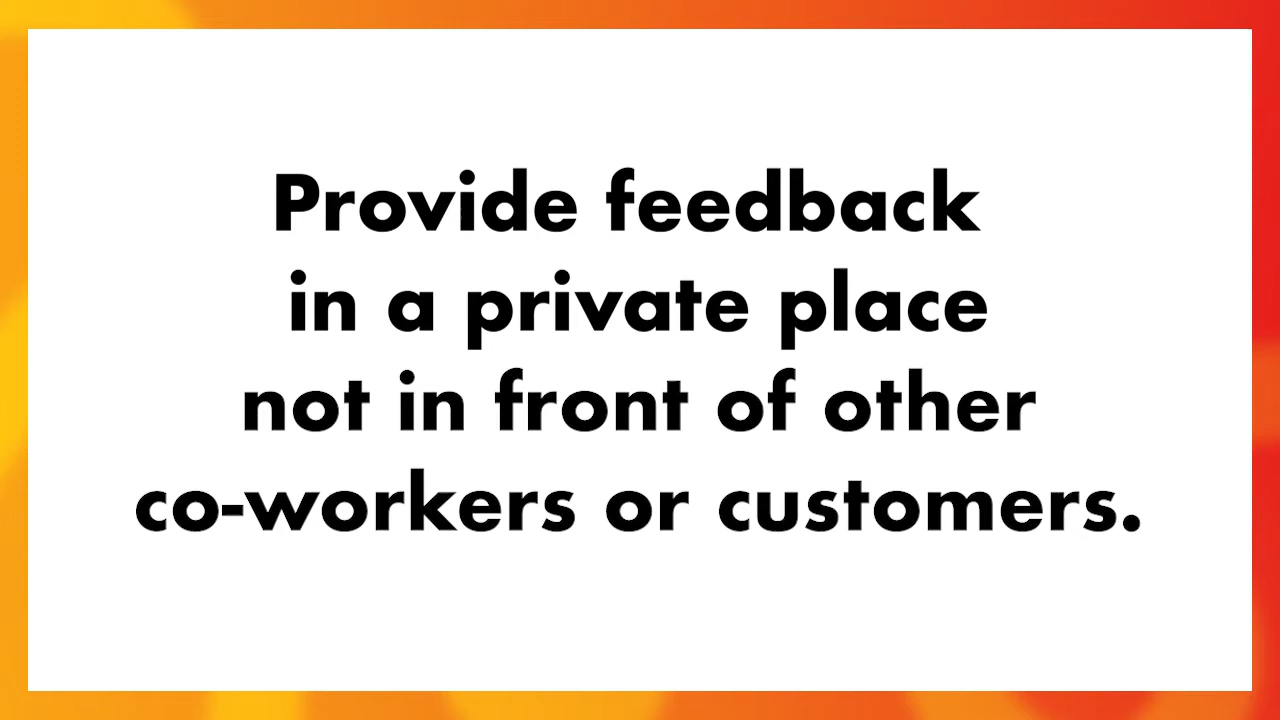 Provide feedback
in a private place
not in front of other
co-workers or customers.